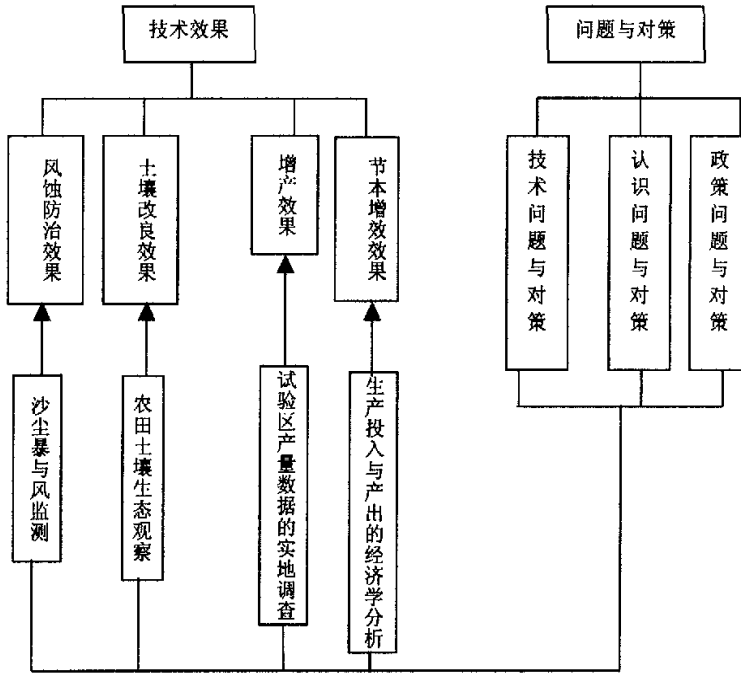 技术效果
问题与对策
风蚀防治效果
土壤改良效果
增产效果
节本增效效果
技术问题与对策
认识问题与对策
政策问题与对策
沙尘暴与风监测
农田土壤生态观察
试验区产量数据的实地调查
生产投入与产出的经济学分析